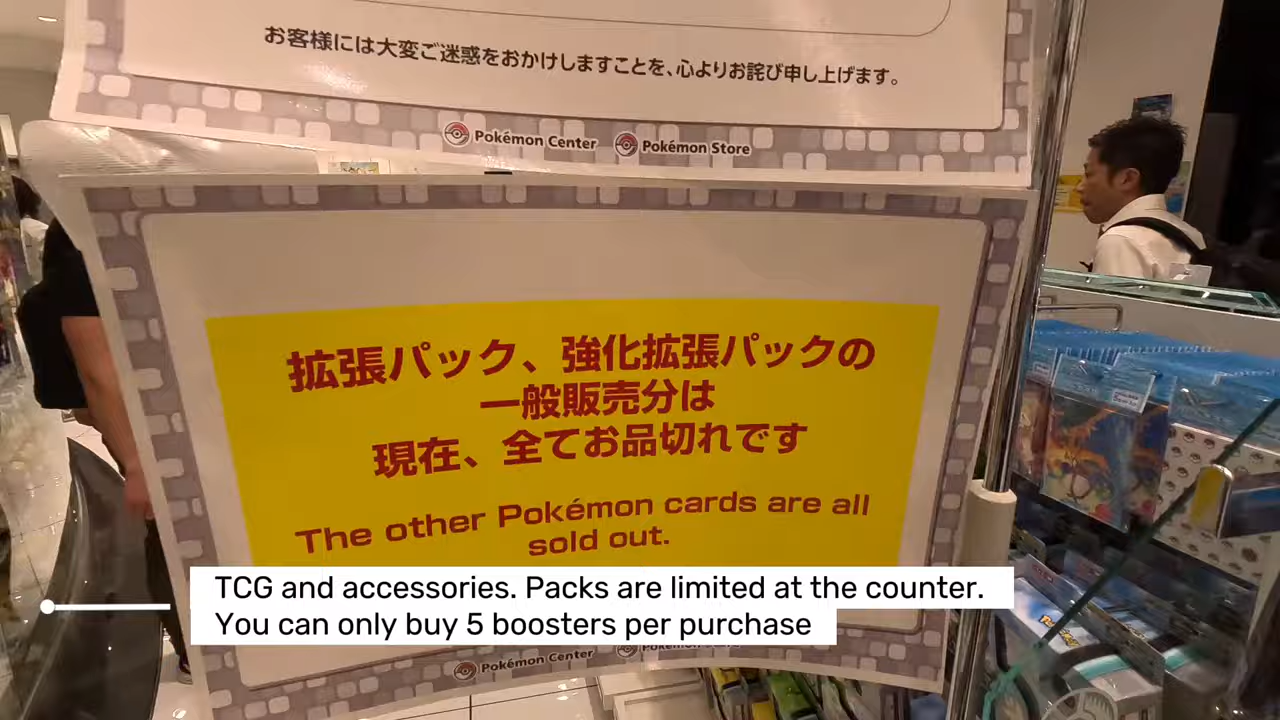 お客様には大変ご迷惑をおかけしますことを、心よりお詫び申し上げます。
Pokémon Center Pokémon Store
拡張パック、強化拡張パックの
一般販売分は
現在、全てお品切れです
The other Pokémon cards are all
sold out.
TCG and accessories. Packs are limited at the counter.
You can only buy 5 boosters per purchase
Pokémon Center